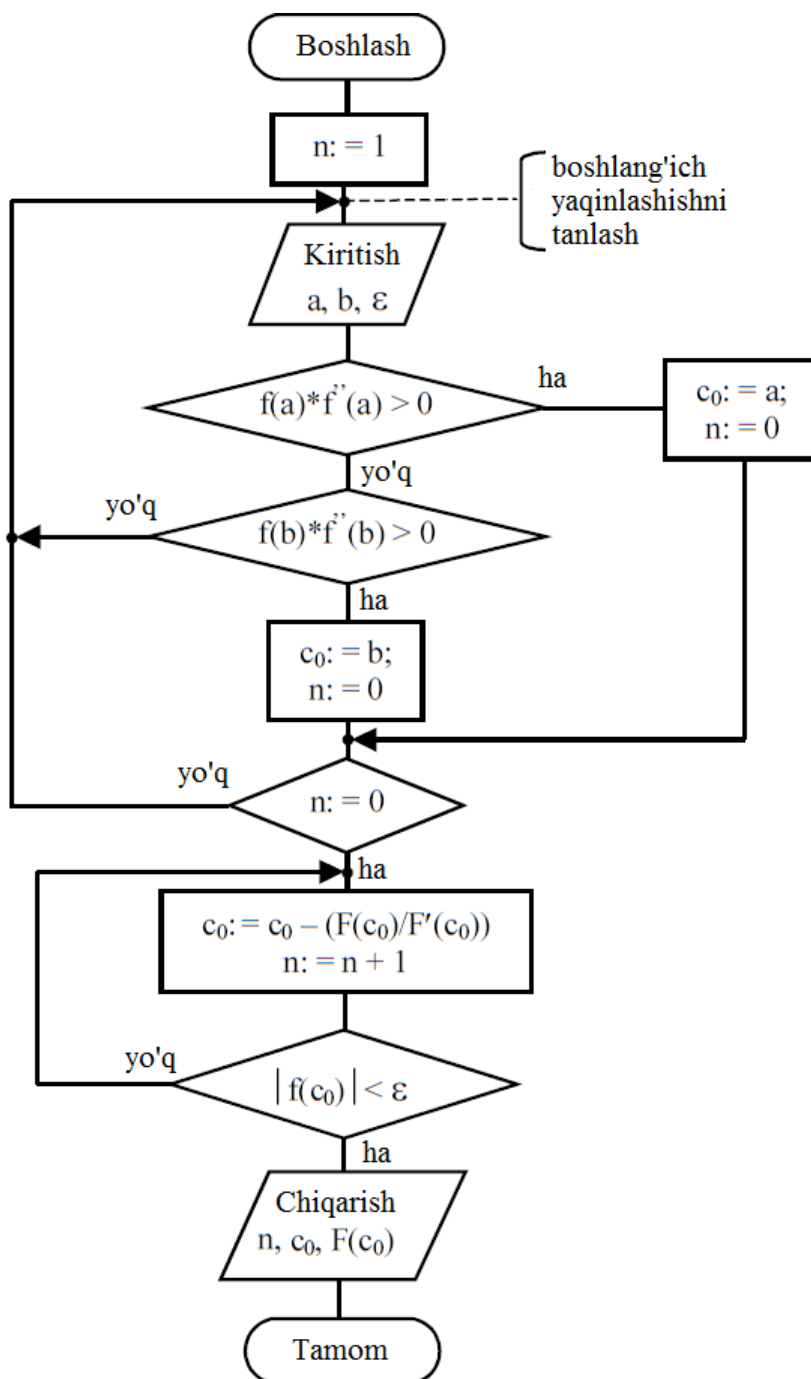 Boshlash
n: = 1
boshlang'ich
yaqinlashishni
tanlash
Kiritish
a, b, ε
f(a)*f’’(a) > 0
ha
c₀: = a;
n: = 0
yo'q
yo'q
f(b)*f’’(b) > 0
ha
c₀: = b;
n: = 0
yo'q
n: = 0
ha
c₀: = c₀ – (F(c₀)/F′(c₀))
n: = n + 1
yo'q
| f(c₀) | < ε
ha
Chiqarish
n, c₀, F(c₀)
Tamom